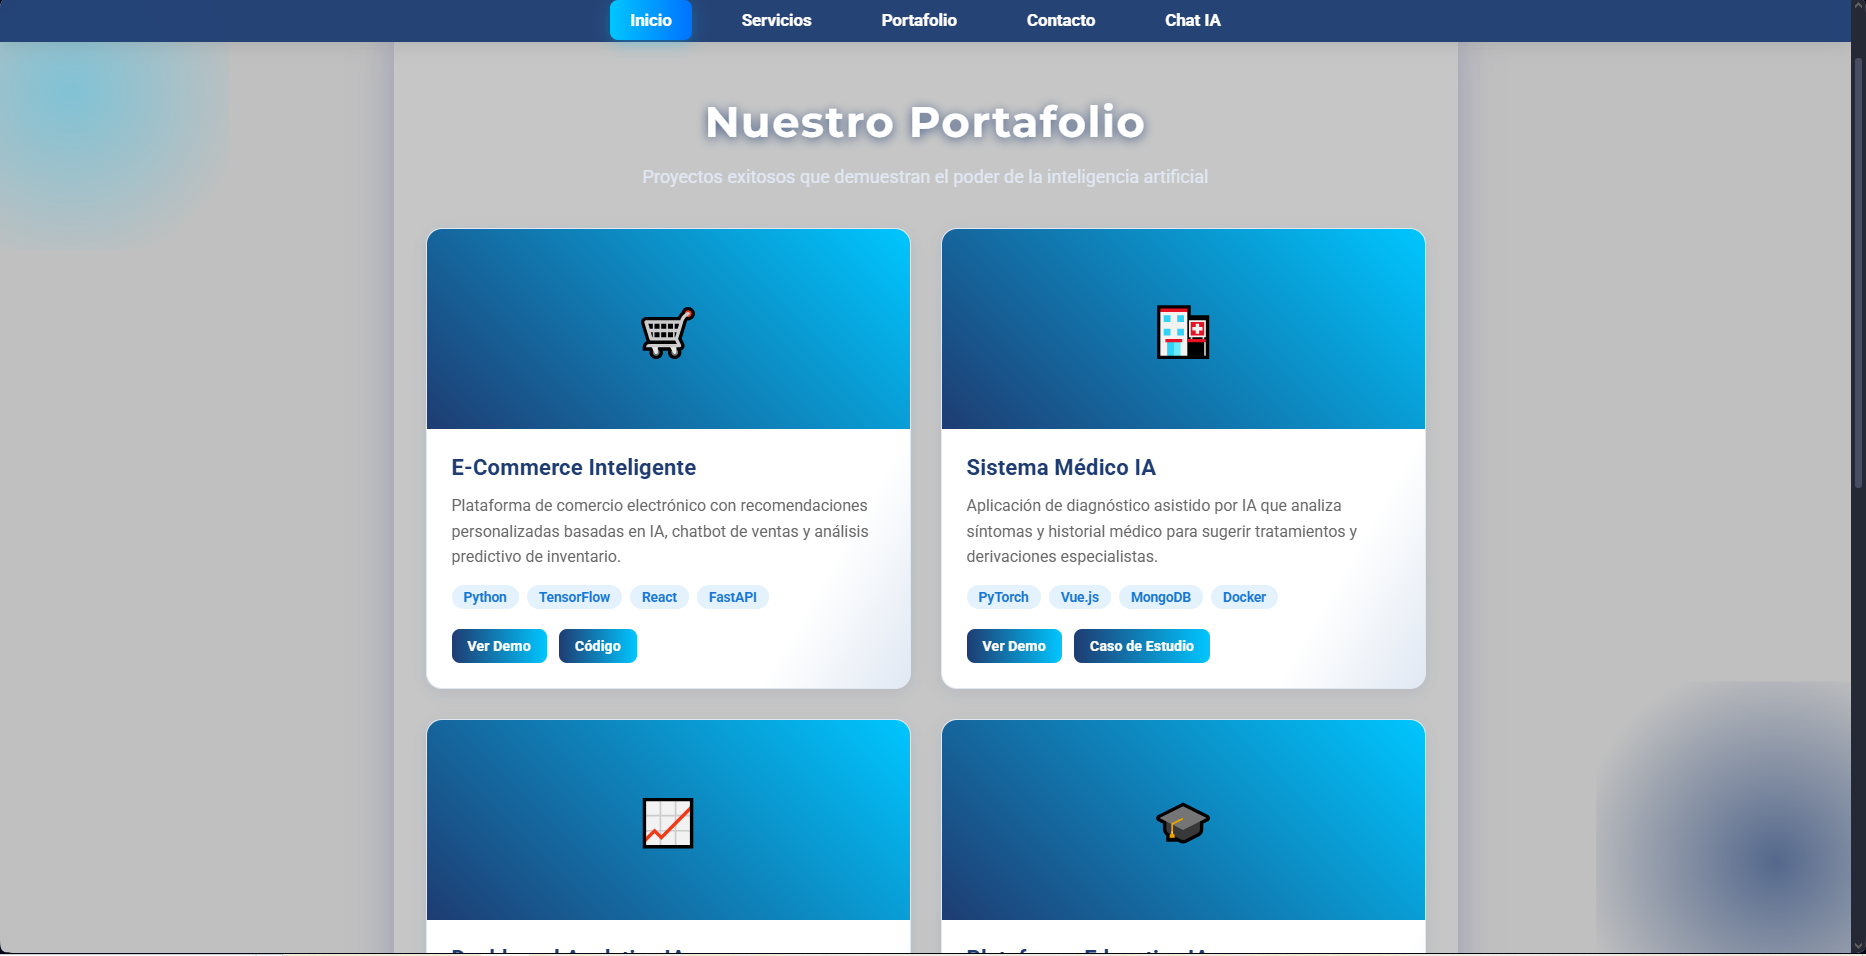 Inicio
Servicios
Portafolio
Contacto
Chat IA
Nuestro Portafolio
Proyectos exitosos que demuestran el poder de la inteligencia artificial
E-Commerce Inteligente
Plataforma de comercio electrónico con recomendaciones
personalizadas basadas en IA, chatbot de ventas y análisis
predictivo de inventario.
Python
TensorFlow
React
FastAPI
Ver Demo
Código
Sistema Médico IA
Aplicación de diagnóstico asistido por IA que analiza
síntomas y historial médico para sugerir tratamientos y
derivaciones especialistas.
PyTorch
Vue.js
MongoDB
Docker
Ver Demo
Caso de Estudio